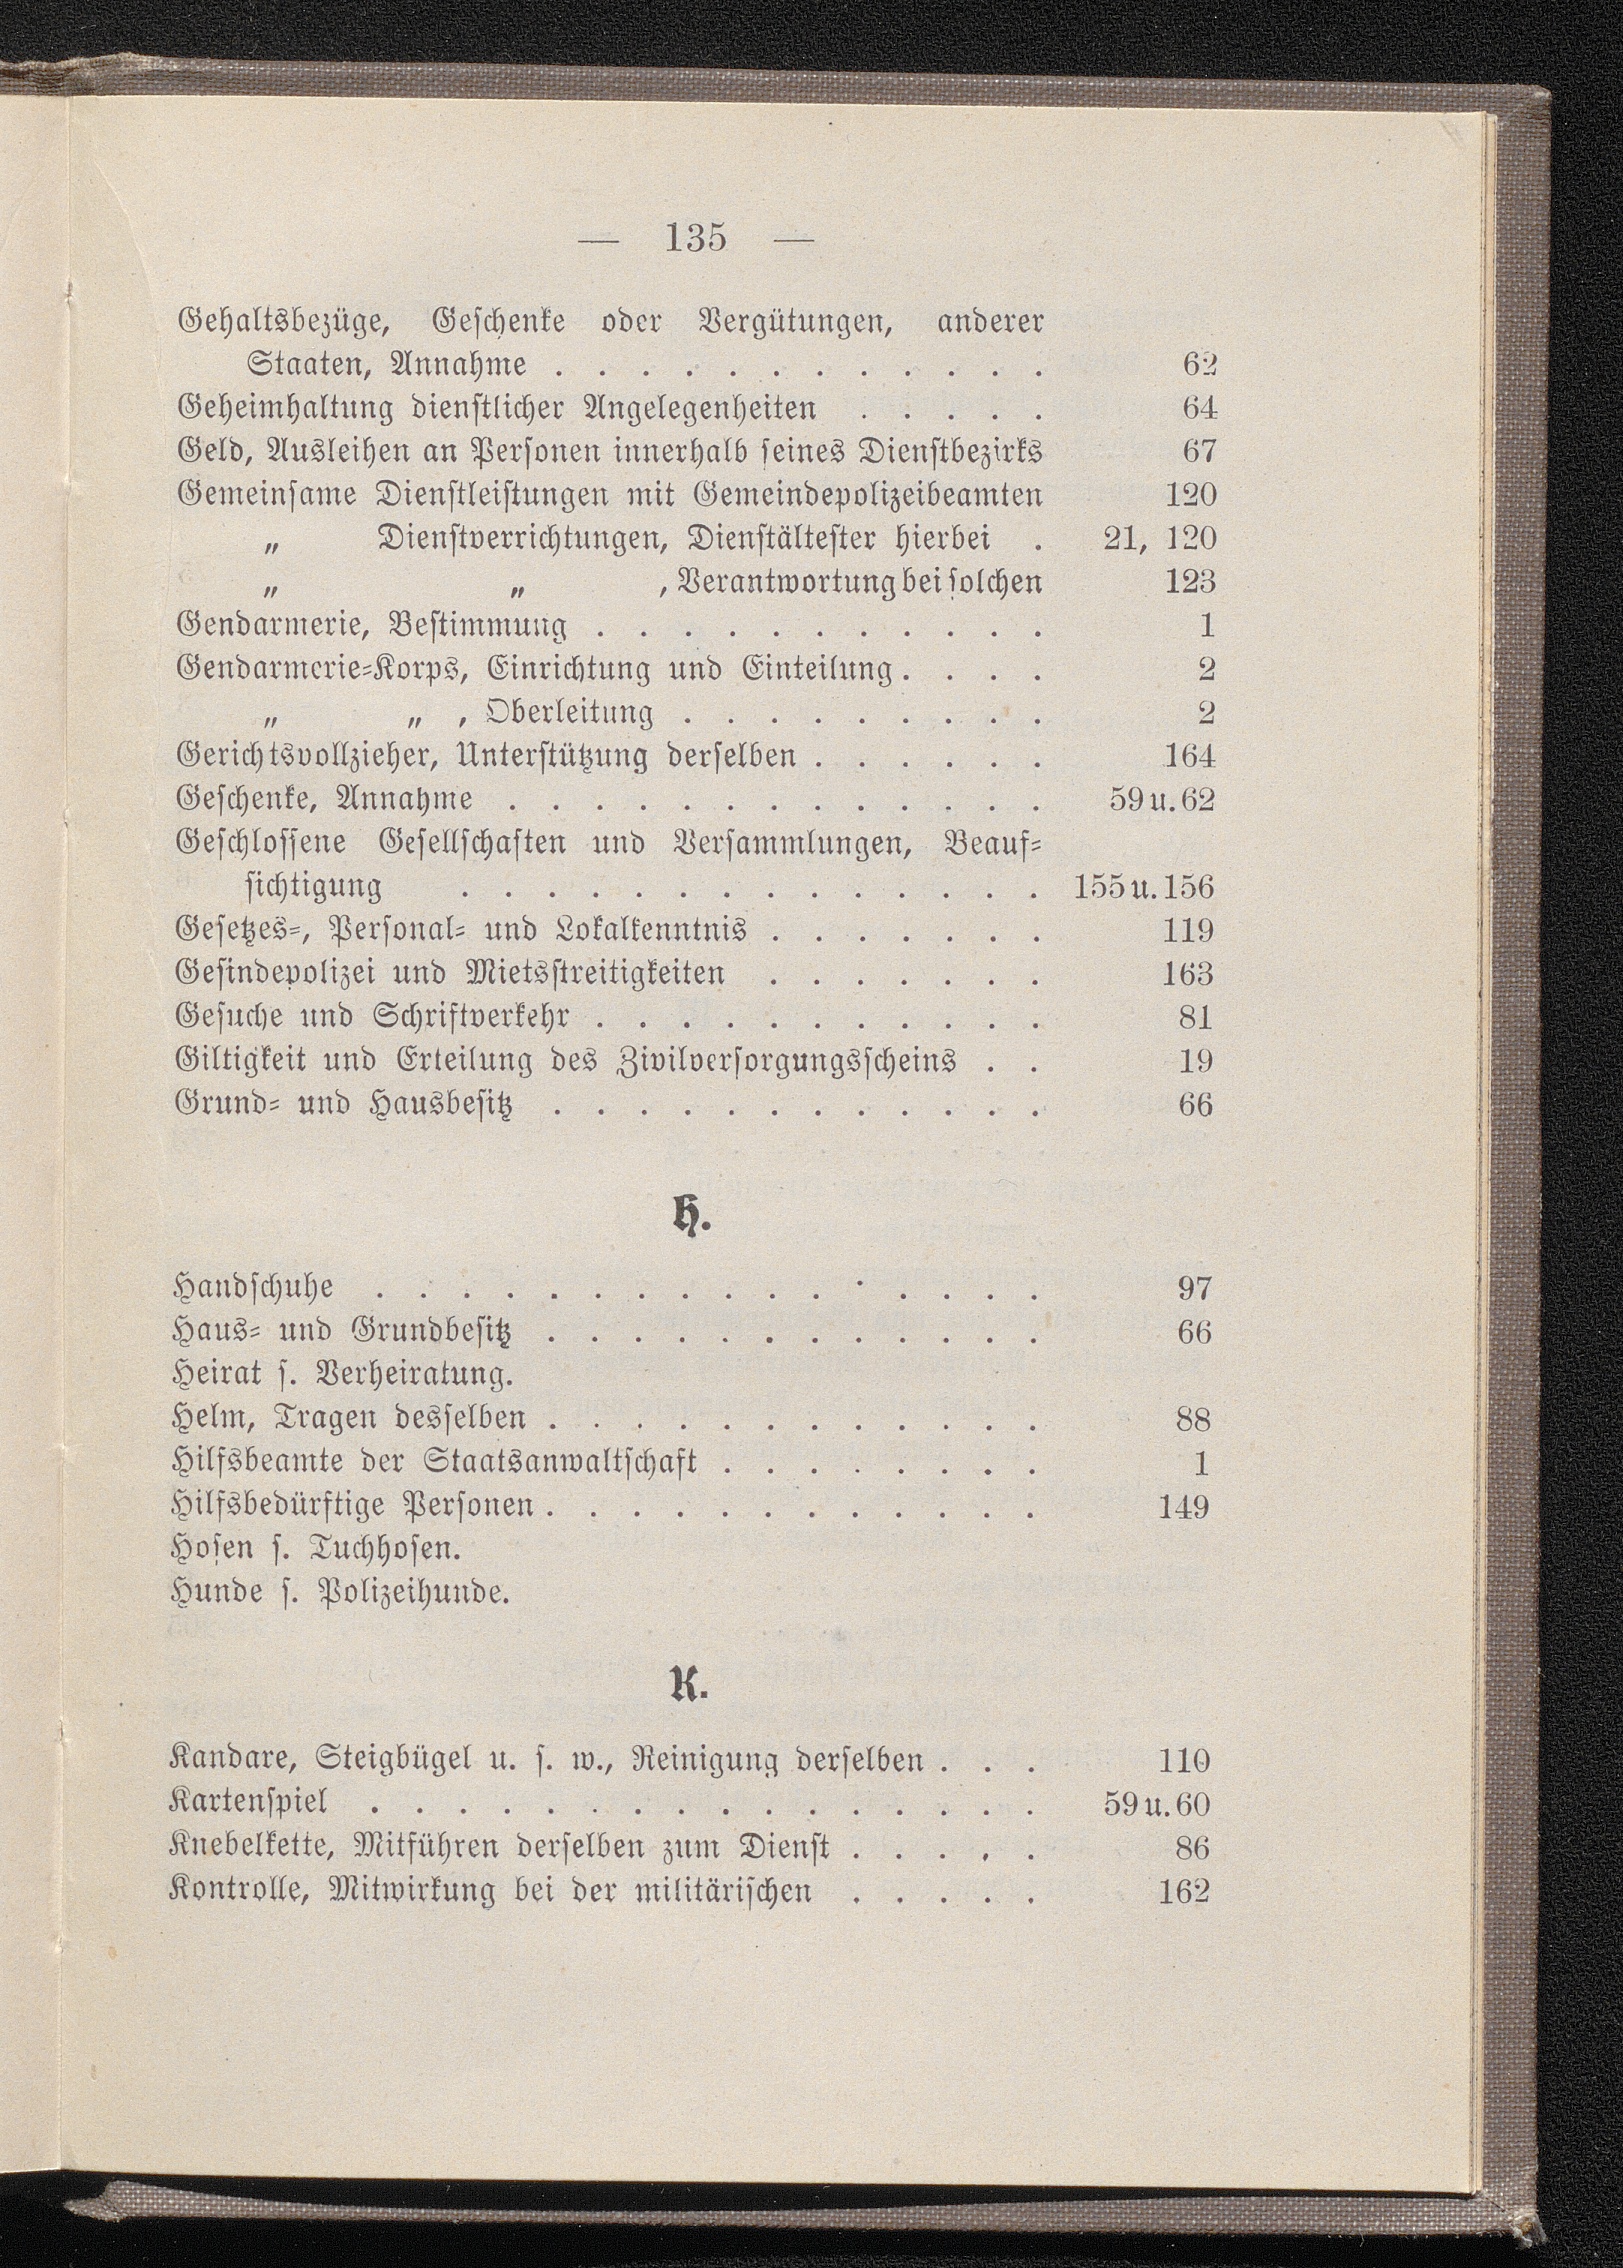 — 135 —
Gehaltsbezüge, Geschenke oder Vergütungen, anderer
Staaten, Annahme . . . . . . . . . . . . 62
Geheimhaltung dienstlicher Angelegenheiten . . . . . 64
Geld, Ausleihen an Personen innerhalb seines Dienstbezirks 67
Gemeinsame Dienstleistungen mit Gemeindepolizeibeamten 120
„ Dienstverrichtungen, Dienstältester hierbei . 21, 120
„ „ , Verantwortung bei solchen 123
Gendarmerie, Bestimmung . . . . . . . . . . . 1
Gendarmerie-Korps, Einrichtung und Einteilung . . . . 2
„ „ , Oberleitung . . . . . . . . . 2
Gerichtsvollzieher, Unterstützung derselben . . . . . . 164
Geschenke, Annahme . . . . . . . . . . . . . 59 u. 62
Geschlossene Gesellschaften und Versammlungen, Beauf-
sichtigung . . . . . . . . . . . . . . 155 u. 156
Gesetzes-, Personal- und Lokalkenntnis . . . . . . . 119
Gesindepolizei und Mietsstreitigkeiten . . . . . . . 163
Gesuche und Schriftverkehr . . . . . . . . . . . 81
Giltigkeit und Erteilung des Zivilversorgungsscheins . . 19
Grund- und Hausbesitz . . . . . . . . . . . . 66
H.
Handschuhe . . . . . . . . . . . . . . . . 97
Haus- und Grundbesitz . . . . . . . . . . . . 66
Heirat s. Verheiratung.
Helm, Tragen desselben . . . . . . . . . . . . 88
Hilfsbeamte der Staatsanwaltschaft . . . . . . . . 1
Hilfsbedürftige Personen . . . . . . . . . . . . 149
Hosen s. Tuchhosen.
Hunde s. Polizeihunde.
K.
Kandare, Steigbügel u. s. w., Reinigung derselben . . . 110
Kartenspiel . . . . . . . . . . . . . . . . 59 u. 60
Knebelkette, Mitführen derselben zum Dienst . . . . . 86
Kontrolle, Mitwirkung bei der militärischen . . . . . 162